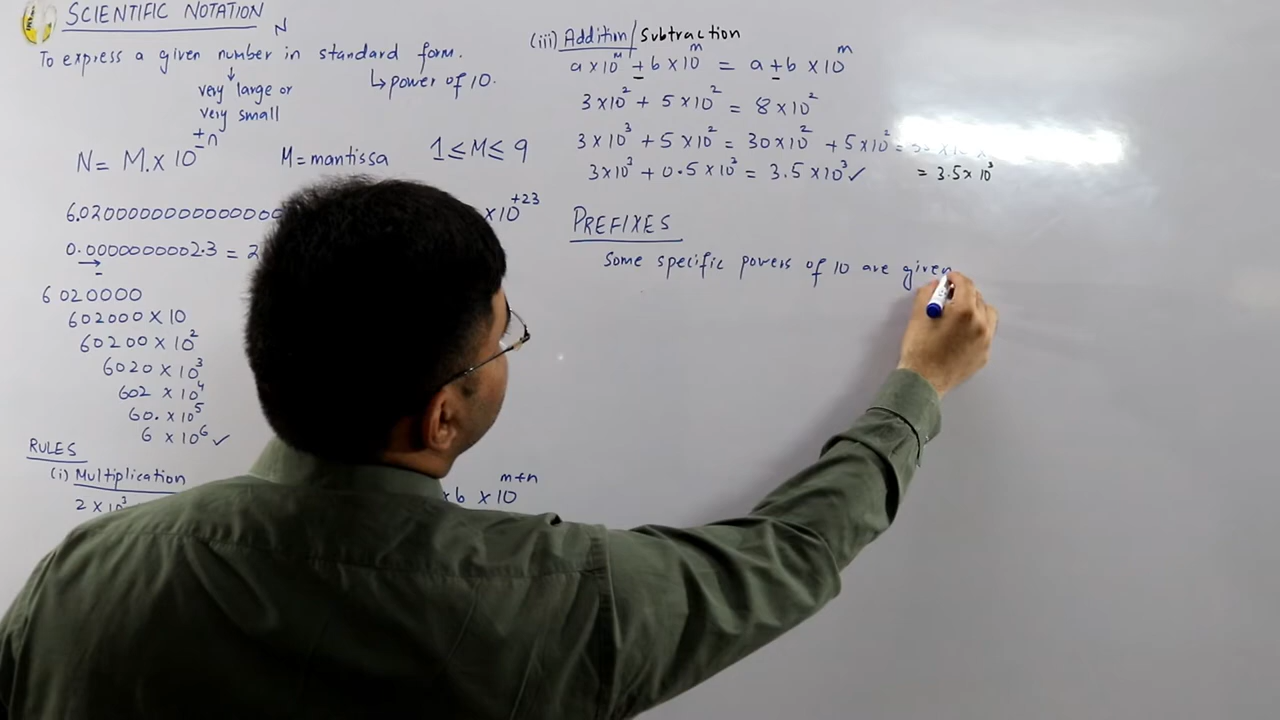 SCIENTIFIC NOTATION
N
To express a given number in standard form.
↓
very large or
very small
↳ power of 10.
N = M. × 10^±n
M = mantissa
1 ≤ M ≤ 9
6.0200000000000000
× 10^+23
0.0000000002.3 = 2
6 020000
602000 × 10
60200 × 10^2
6020 × 10^3
602 × 10^4
60. × 10^5
6 × 10^6 ✓
RULES
(i) Multiplication
2 × 10^3
×b × 10^m+n
(iii) Addition/Subtraction
a × 10^m + b × 10^m = a + b × 10^m
3 × 10^2 + 5 × 10^2 = 8 × 10^2
3 × 10^3 + 5 × 10^2 = 30 × 10^2 + 5 × 10^2 =
3 × 10^3 + 0.5 × 10^3 = 3.5 × 10^3 ✓
= 3.5 × 10^3
PREFIXES
Some specific powers of 10 are given